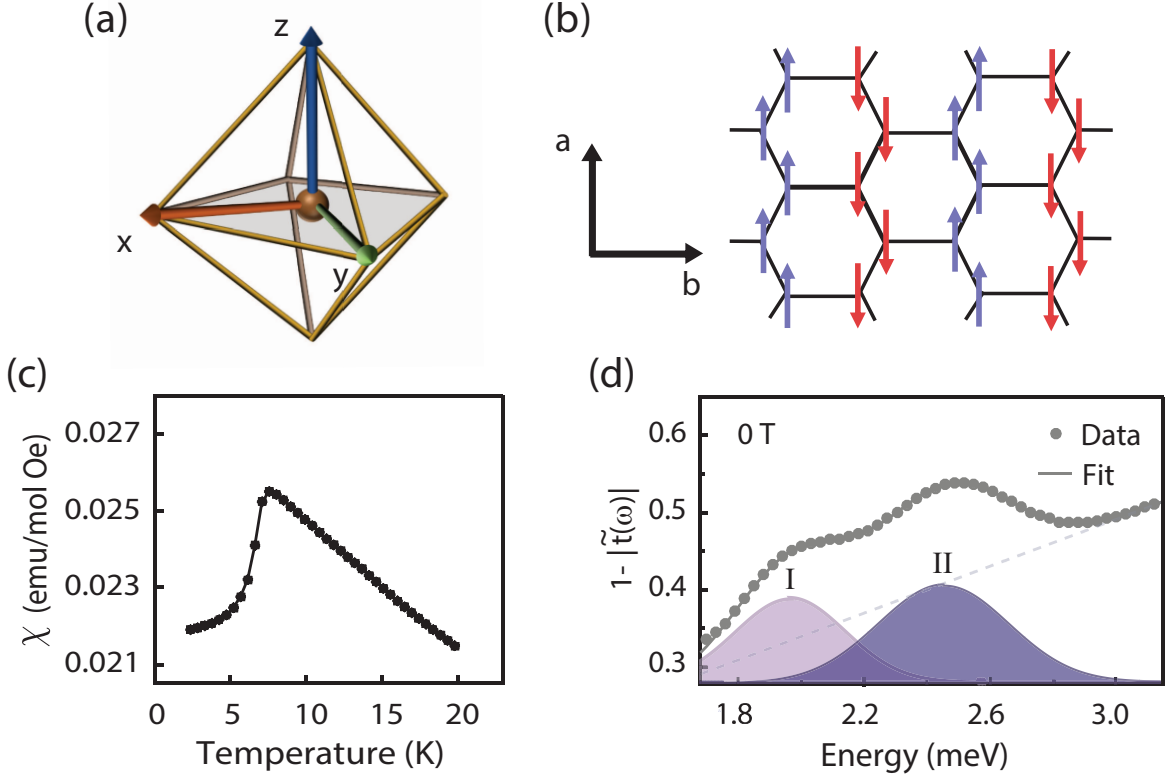 (a)
z
x
y
(b)
a
b
(c)
χ (emu/mol Oe)
0.027
0.025
0.023
0.021
0
5
10
15
20
Temperature (K)
(d)
0 T
Data
Fit
1- |t̃(ω)|
0.6
0.5
0.4
0.3
I
II
1.8
2.2
2.6
3.0
Energy (meV)